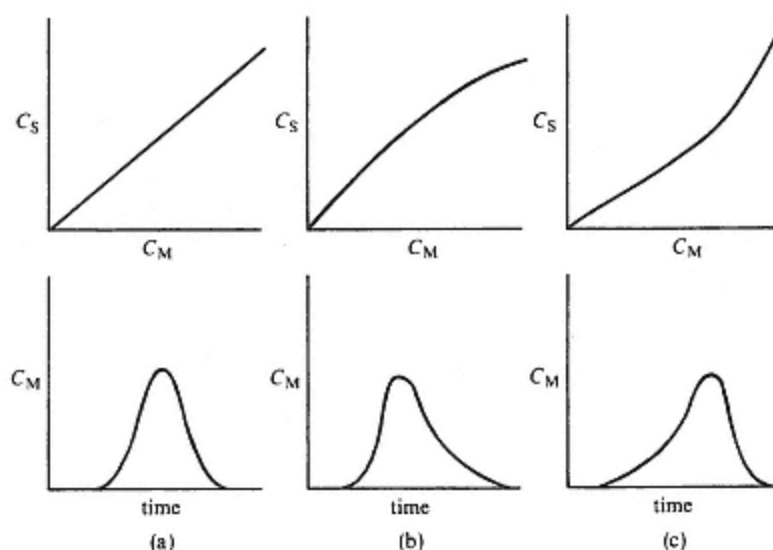 C_S C_S C_S
C_M C_M C_M
C_M C_M C_M
time time time
(a) (b) (c)